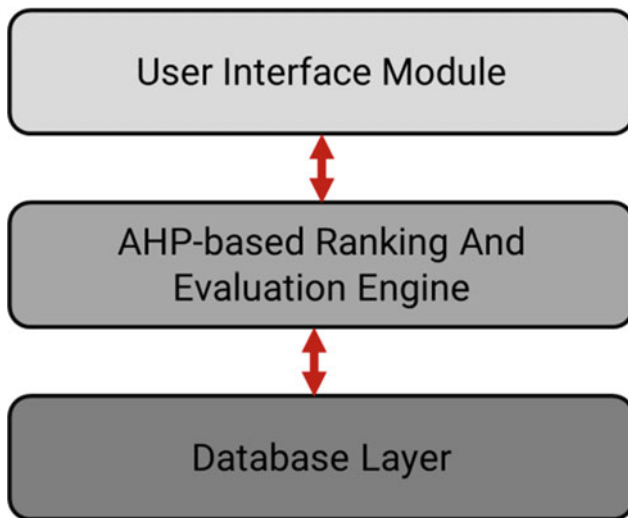 User Interface Module
AHP-based Ranking And
Evaluation Engine
Database Layer